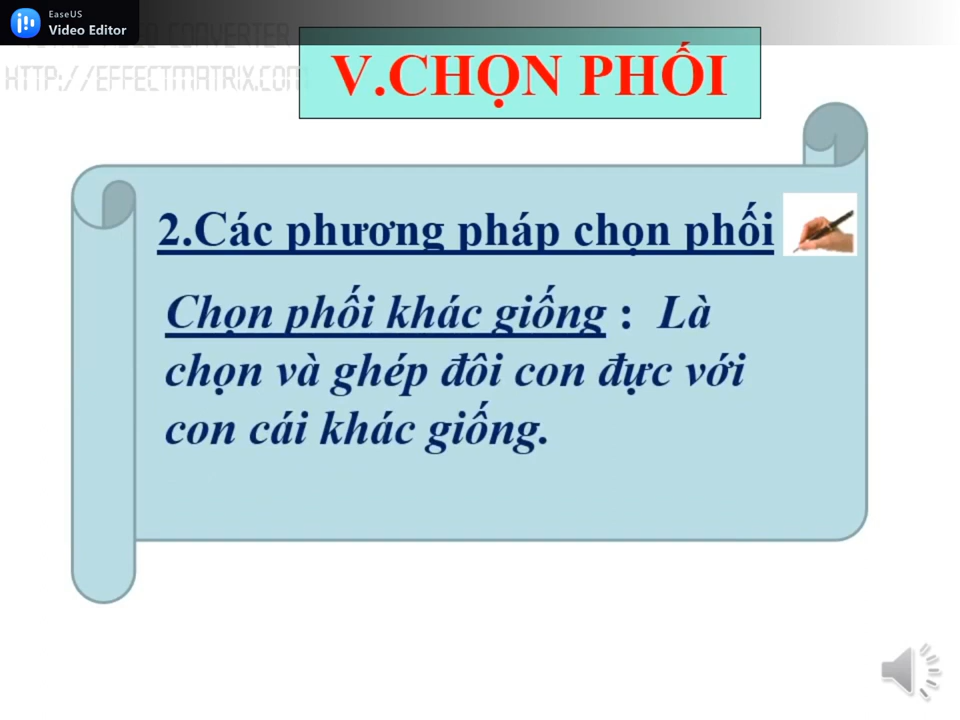 EaseUS
Video Editor
HTTP://EFFECTMATRIX.COM
V.CHỌN PHỐI
2.Các phương pháp chọn phối
Chọn phối khác giống : Là
chọn và ghép đôi con đực với
con cái khác giống.